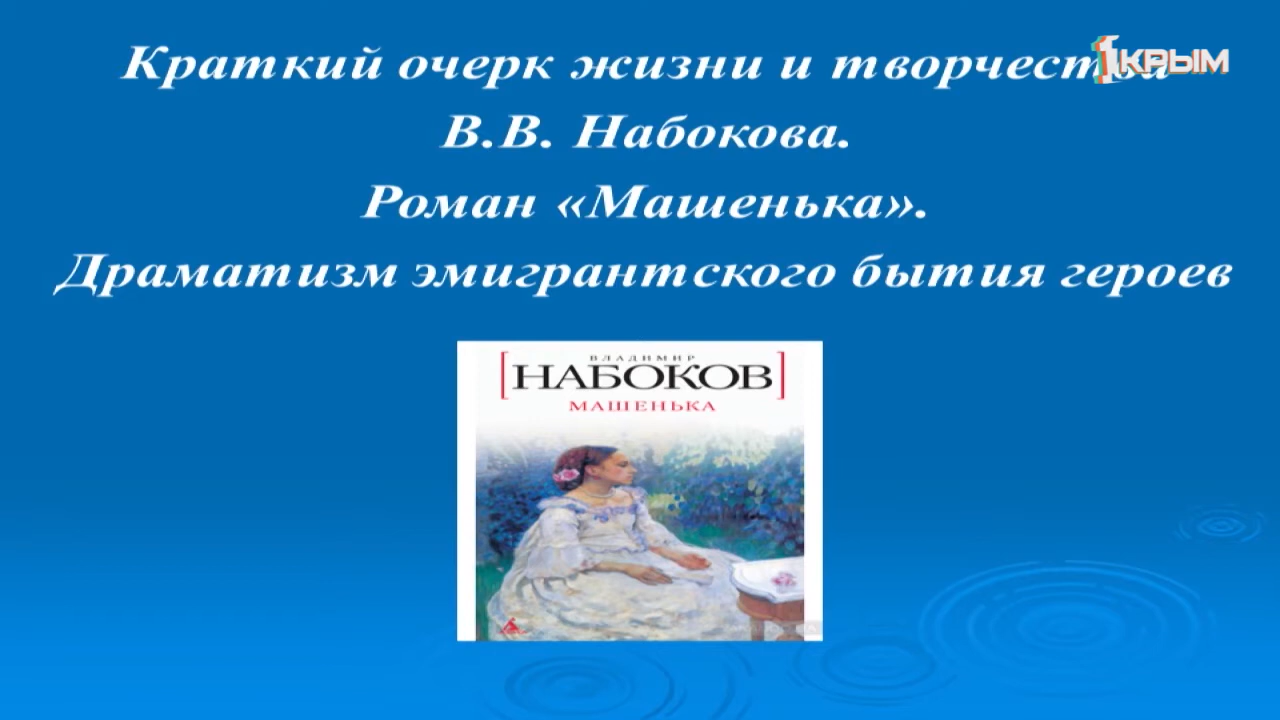 Краткий очерк жизни и творчества
1 КРЫМ
В.В. Набокова.
Роман «Машенька».
Драматизм эмигрантского бытия героев
ВЛАДИМИР
[НАБОКОВ]
МАШЕНЬКА